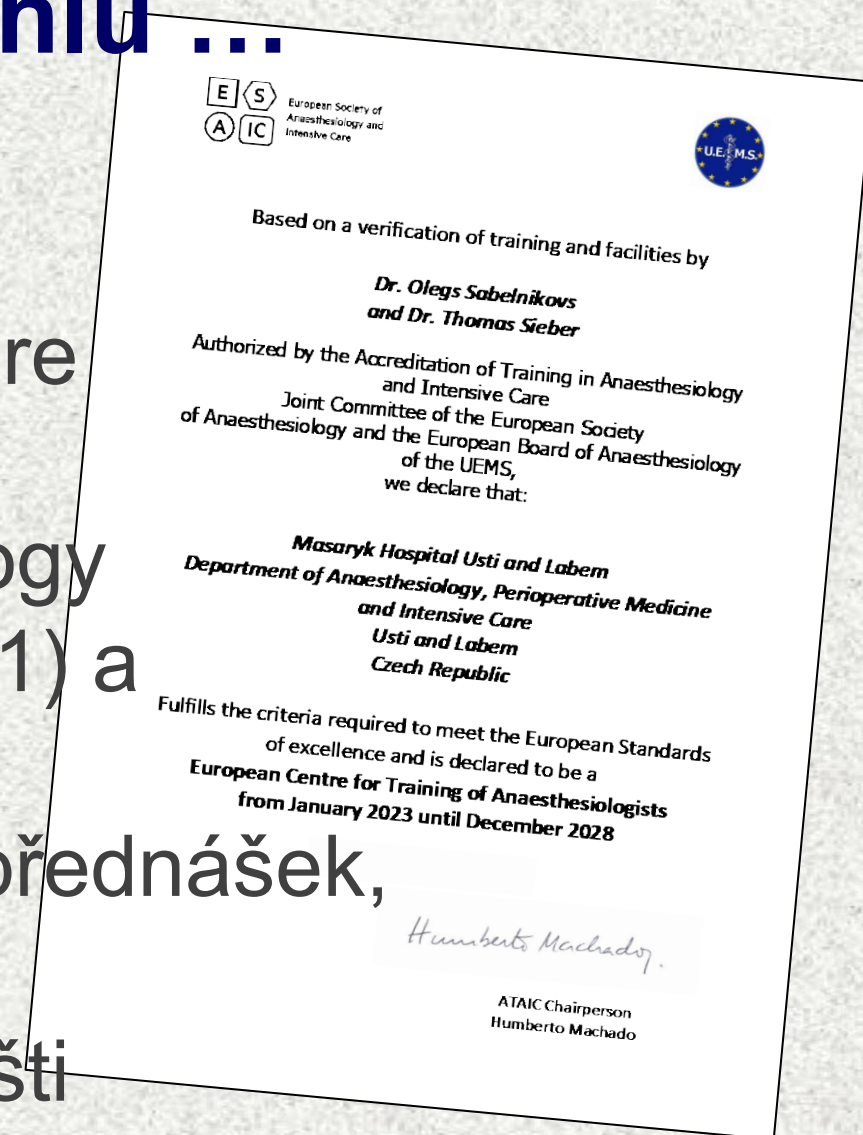 hlů ...
E S
A IC
European Society of
Anaesthesiology and
Intensive Care
U.E.M.S.
Based on a verification of training and facilities by
Dr. Olegs Sabelnikovs
and Dr. Thomas Sieber
Authorized by the Accreditation of Training in Anaesthesiology
and Intensive Care
Joint Committee of the European Society
of Anaesthesiology and the European Board of Anaesthesiology
of the UEMS,
we declare that:
Masaryk Hospital Usti and Labem
Department of Anaesthesiology, Perioperative Medicine
and Intensive Care
Usti and Labem
Czech Republic
Fulfills the criteria required to meet the European Standards
of excellence and is declared to be a
European Centre for Training of Anaesthesiologists
from January 2023 until December 2028
Humberto Machado
ATAIC Chairperson
Humberto Machado
re
ogy
1) a
přednášek,
šti